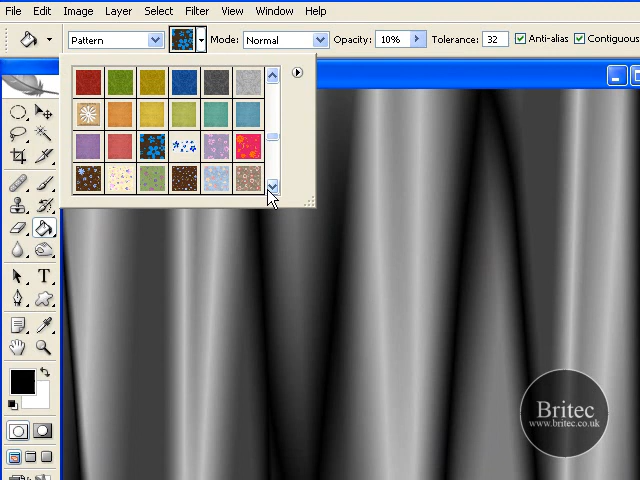 File Edit Image Layer Select Filter View Window Help
Pattern Mode: Normal Opacity: 10% Tolerance: 32 Anti-alias Contiguous
T
Britec
www.britec.co.uk